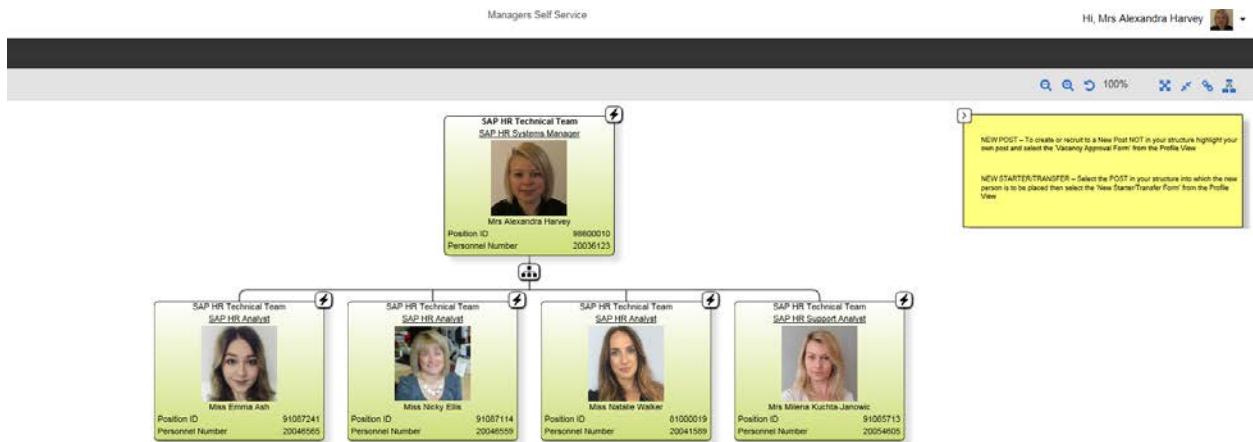 Managers Self Service
Hi, Mrs Alexandra Harvey
100%
SAP HR Technical Team
SAP HR Systems Manager
Mrs Alexandra Harvey
Position ID 98600010
Personnel Number 20036123
NEW POST – To create or recruit to a New Post NOT in your structure highlight your
own post and select the 'Vacancy Approval Form' from the Profile View
NEW STARTER/TRANSFER – Select the POST in your structure into which the new
person is to be placed then select the 'New Starter/Transfer Form' from the Profile
View
SAP HR Technical Team
SAP HR Analyst
Miss Emma Ash
Position ID 91087241
Personnel Number 20046565
SAP HR Technical Team
SAP HR Analyst
Miss Nicky Ellis
Position ID 91087114
Personnel Number 20046559
SAP HR Technical Team
SAP HR Analyst
Miss Natalie Walker
Position ID 81000019
Personnel Number 20041589
SAP HR Technical Team
SAP HR Support Analyst
Mrs Milena Kuchta-Janowic
Position ID 91085713
Personnel Number 20054605